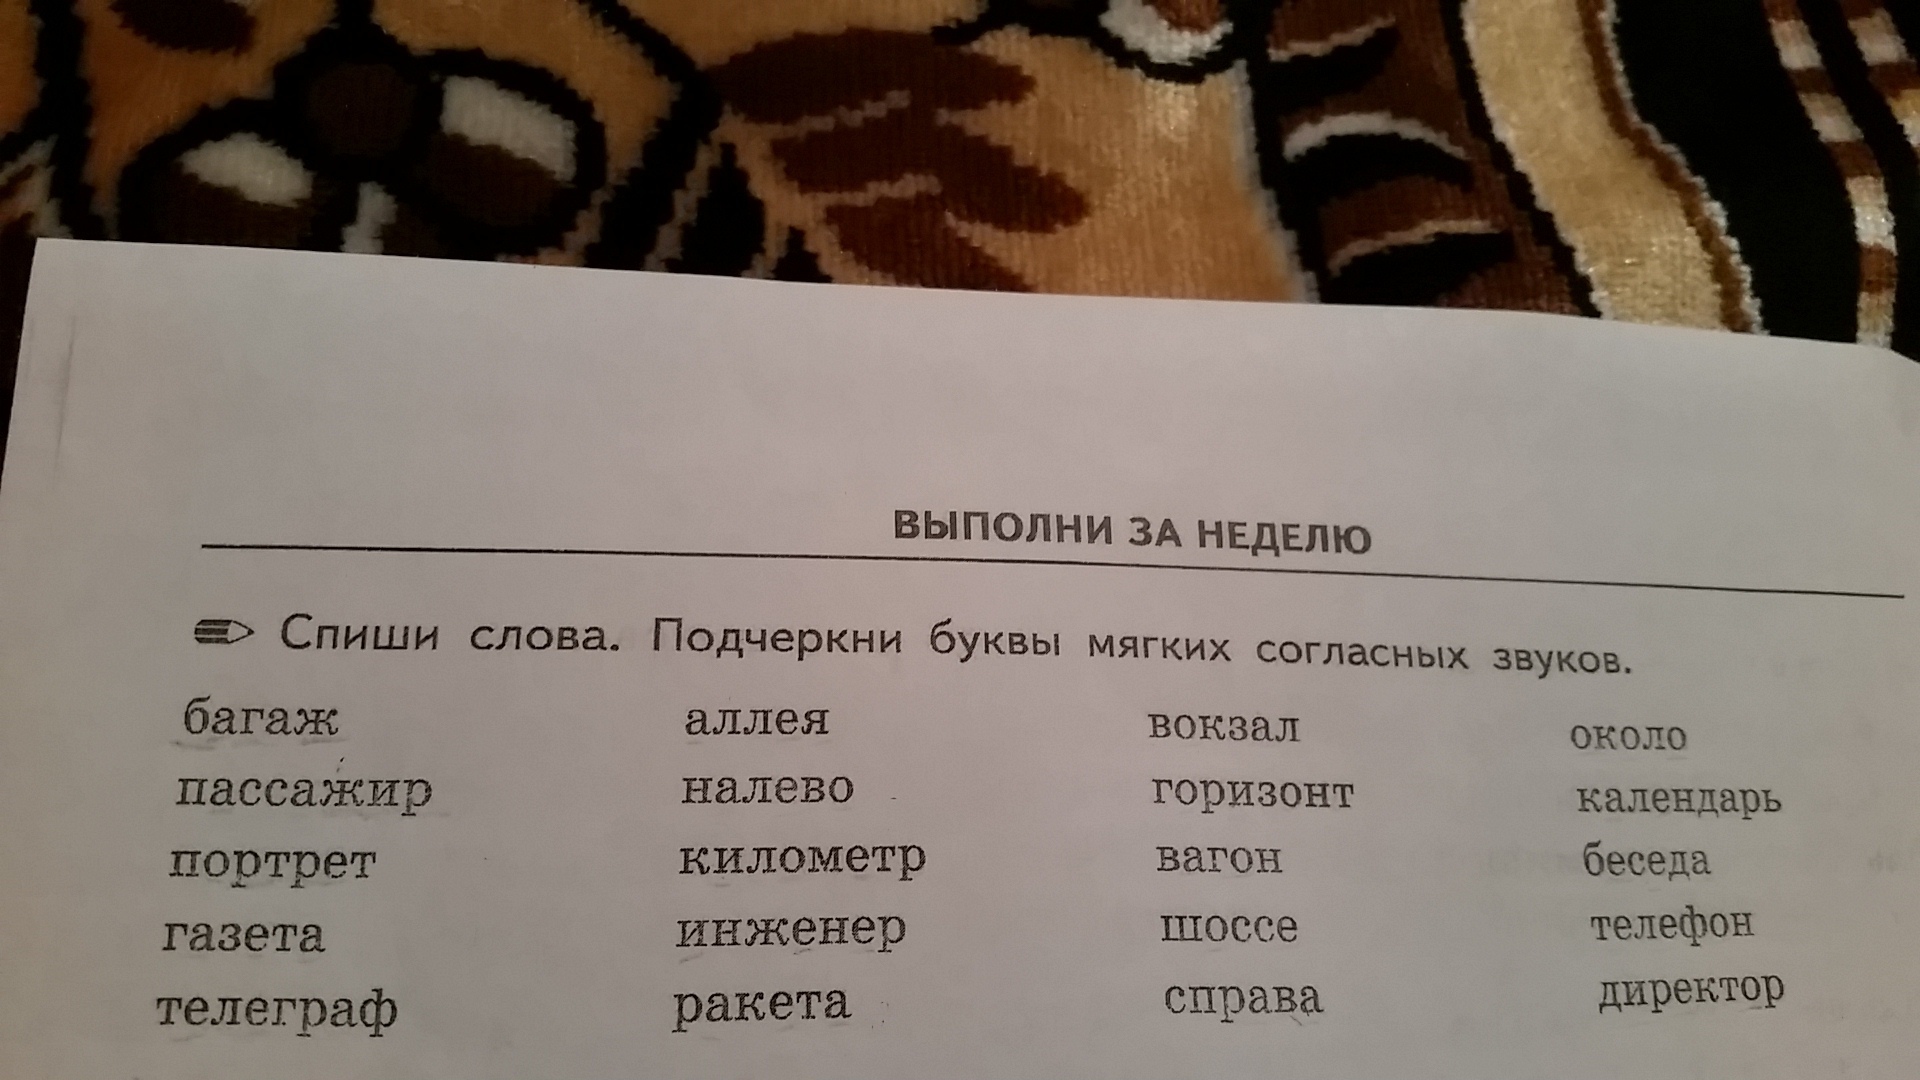 ВЫПОЛНИ ЗА НЕДЕЛЮ
Спиши слова. Подчеркни буквы мягких согласных звуков.
багаж аллея вокзал около
пассажир налево горизонт календарь
портрет километр вагон беседа
газета инженер шоссе телефон
телеграф ракета справа директор